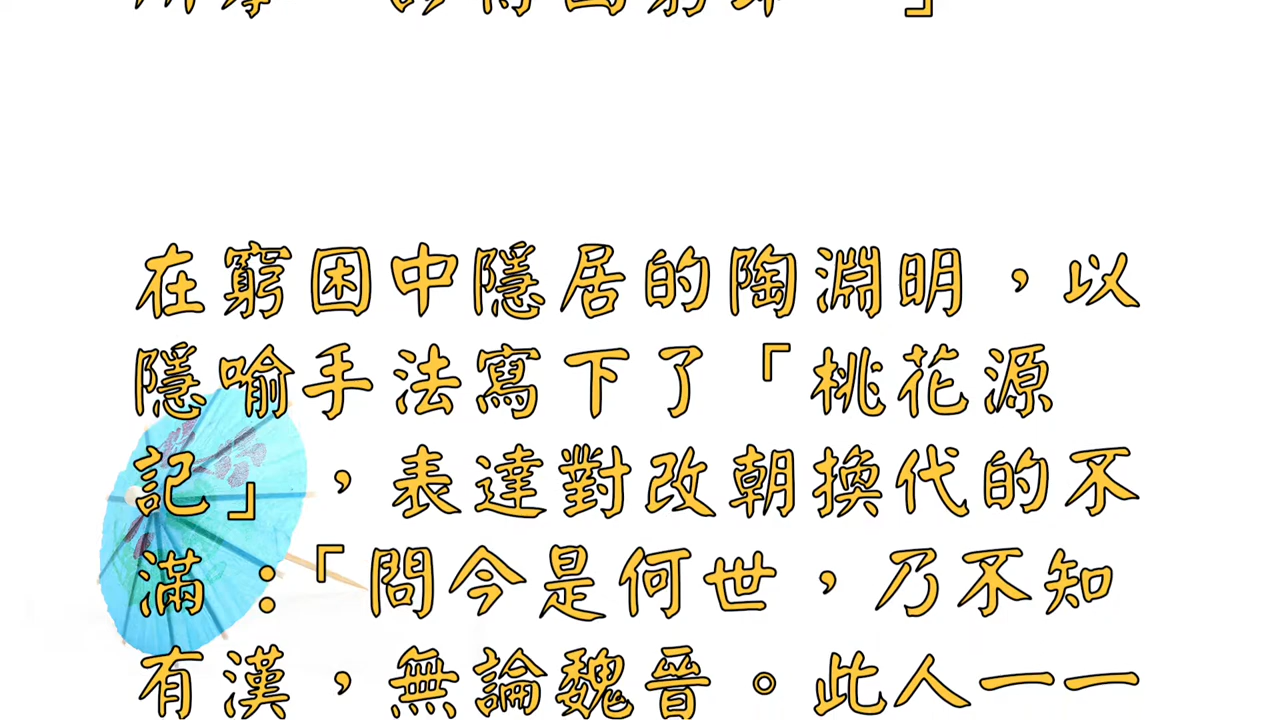 在窮困中隱居的陶淵明，以
隱喻手法寫下了「桃花源
記」，表達對改朝換代的不
滿：「問今是何世，乃不知
有漢，無論魏晉。此人一一